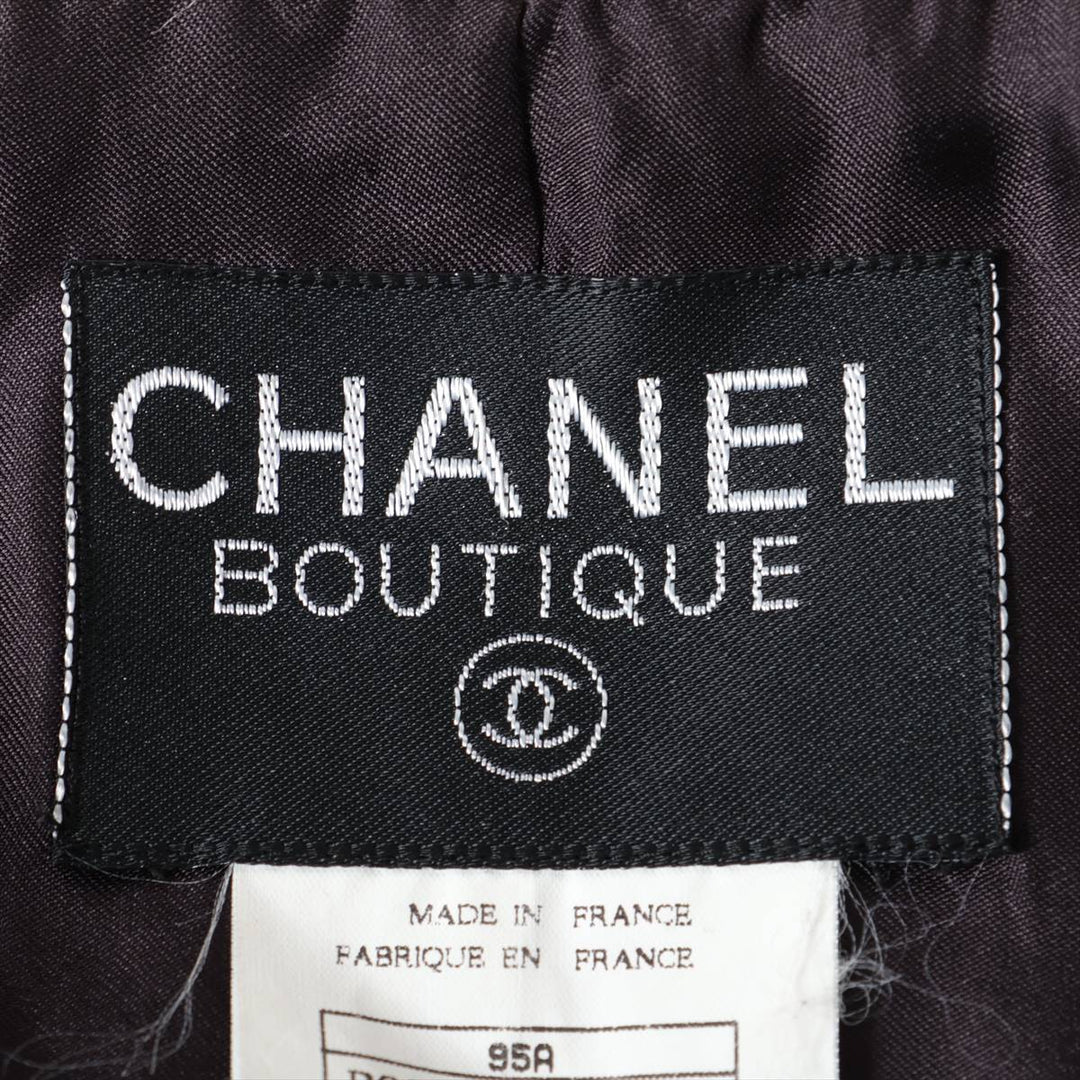 CHANEL
BOUTIQUE
MADE IN FRANCE
FABRIQUE EN FRANCE
95A